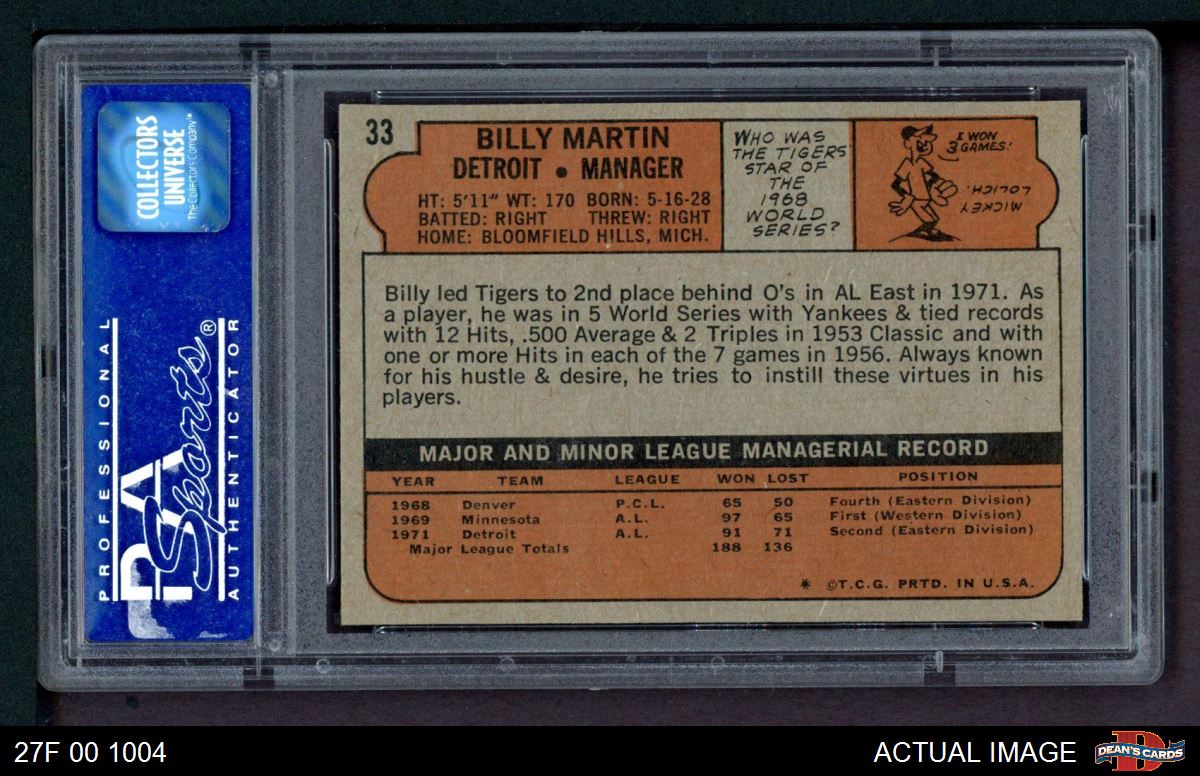 COLLECTORS
UNIVERSE
The Collectors Company™
PROFESSIONAL
PSA
Sports®
AUTHENTICATOR
33
BILLY MARTIN
DETROIT • MANAGER
HT: 5'11" WT: 170 BORN: 5-16-28
BATTED: RIGHT THREW: RIGHT
HOME: BLOOMFIELD HILLS, MICH.
WHO WAS
THE TIGERS'
STAR OF
THE
1968
WORLD
SERIES?
I WON
3 GAMES!
MICKEY
LOLICH.
Billy led Tigers to 2nd place behind O's in AL East in 1971. As
a player, he was in 5 World Series with Yankees & tied records
with 12 Hits, .500 Average & 2 Triples in 1953 Classic and with
one or more Hits in each of the 7 games in 1956. Always known
for his hustle & desire, he tries to instill these virtues in his
players.
MAJOR AND MINOR LEAGUE MANAGERIAL RECORD
YEAR TEAM LEAGUE WON LOST POSITION
1968 Denver P.C.L. 65 50 Fourth (Eastern Division)
1969 Minnesota A.L. 97 65 First (Western Division)
1971 Detroit A.L. 91 71 Second (Eastern Division)
Major League Totals 188 136
* ©T.C.G. PRTD. IN U.S.A.
27F 00 1004
ACTUAL IMAGE
DEAN'S CARDS